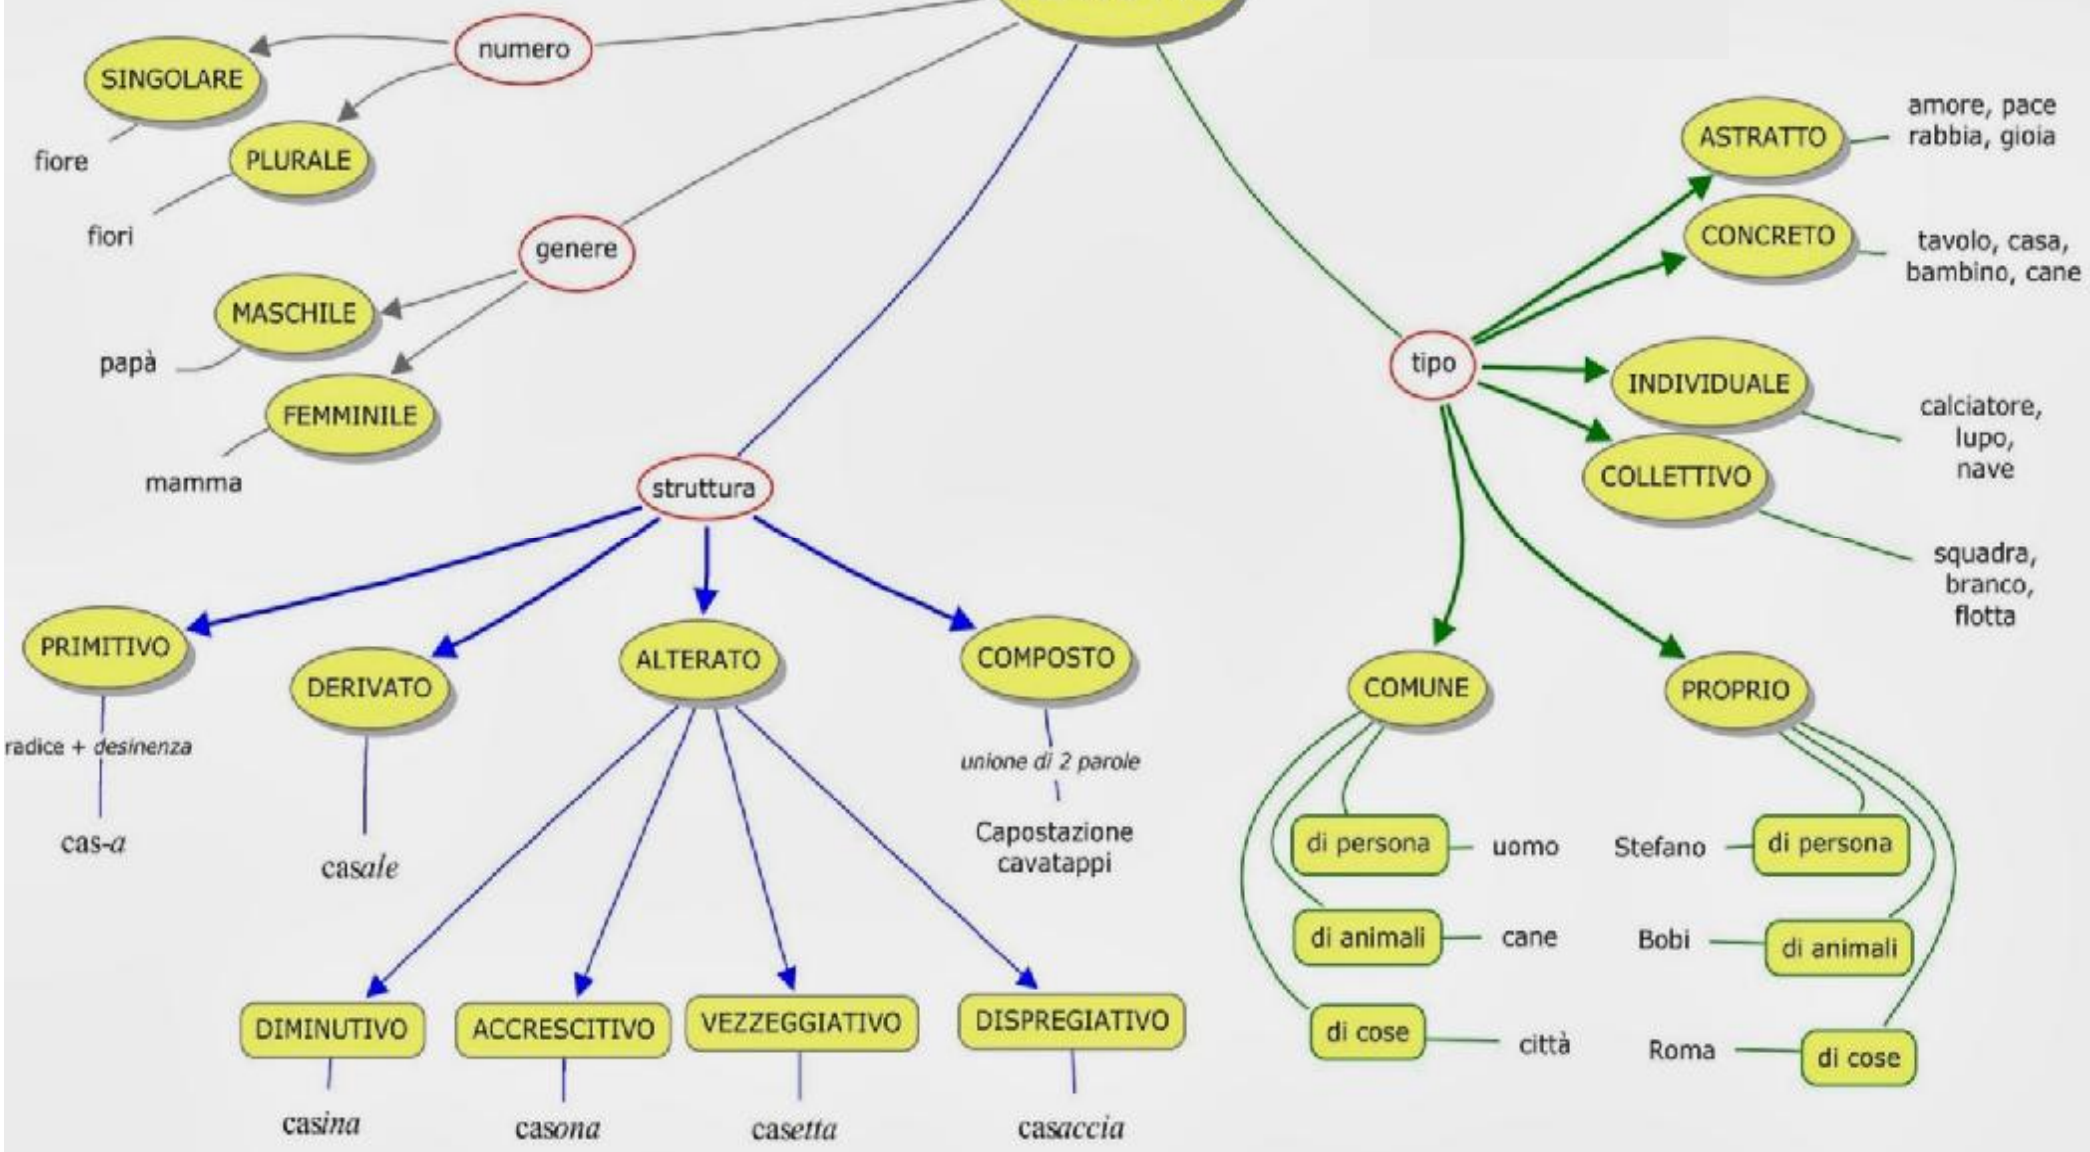 numero
SINGOLARE
fiore
PLURALE
fiori
genere
MASCHILE
papà
FEMMINILE
mamma
struttura
PRIMITIVO
radice + desinenza
cas-a
DERIVATO
casale
ALTERATO
DIMINUTIVO
casina
ACCRESCITIVO
casona
VEZZEGGIATIVO
casetta
DISPREGIATIVO
casaccia
COMPOSTO
unione di 2 parole
Capostazione
cavatappi
tipo
ASTRATTO
amore, pace
rabbia, gioia
CONCRETO
tavolo, casa,
bambino, cane
INDIVIDUALE
calciatore,
lupo,
nave
COLLETTIVO
squadra,
branco,
flotta
COMUNE
di persona
uomo
di animali
cane
di cose
città
PROPRIO
Stefano
di persona
Bobi
di animali
Roma
di cose